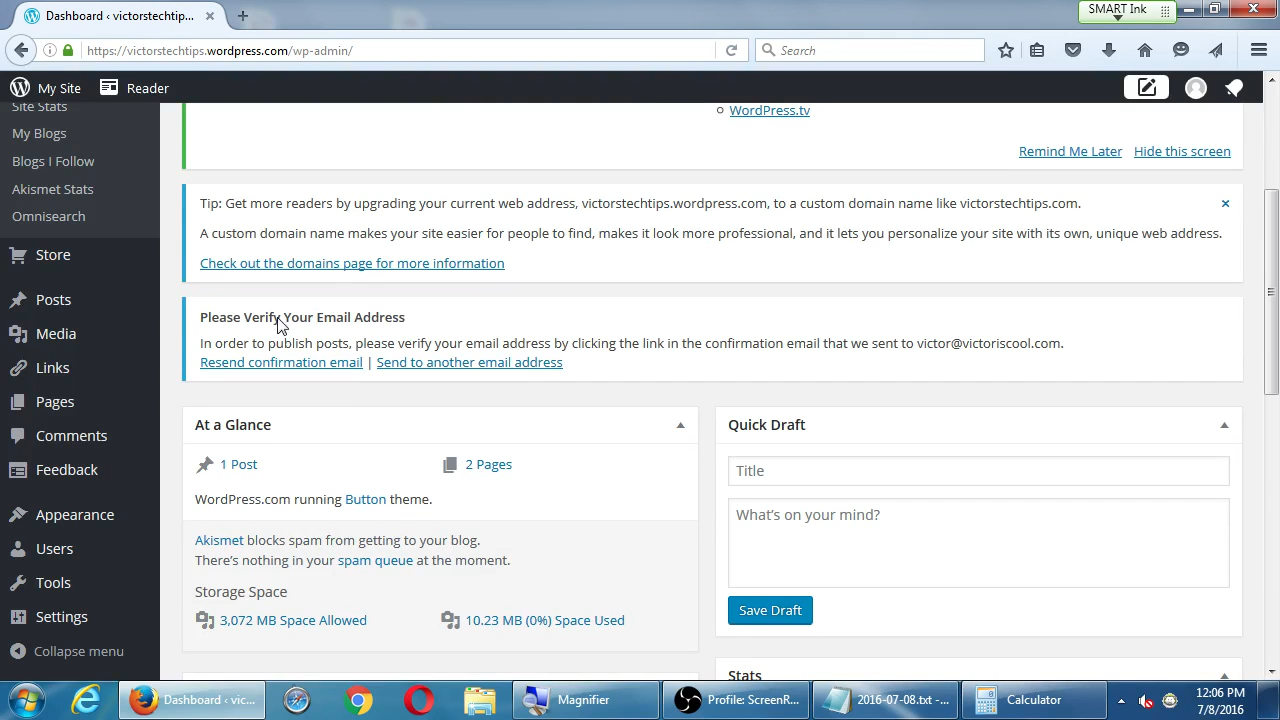 Dashboard ‹ victorstechtip...
SMART Ink
https://victorstechtips.wordpress.com/wp-admin/
Search
My Site
Reader
Site Stats
My Blogs
Blogs I Follow
Akismet Stats
Omnisearch
Store
Posts
Media
Links
Pages
Comments
Feedback
Appearance
Users
Tools
Settings
Collapse menu
WordPress.tv
Remind Me Later
Hide this screen
Tip: Get more readers by upgrading your current web address, victorstechtips.wordpress.com, to a custom domain name like victorstechtips.com.
A custom domain name makes your site easier for people to find, makes it look more professional, and it lets you personalize your site with its own, unique web address.
Check out the domains page for more information
Please Verify Your Email Address
In order to publish posts, please verify your email address by clicking the link in the confirmation email that we sent to victor@victoriscool.com.
Resend confirmation email | Send to another email address
At a Glance
1 Post
2 Pages
WordPress.com running Button theme.
Akismet blocks spam from getting to your blog.
There's nothing in your spam queue at the moment.
Storage Space
3,072 MB Space Allowed
10.23 MB (0%) Space Used
Quick Draft
Title
What's on your mind?
Save Draft
Stats
Dashboard ‹ vic...
Magnifier
Profile: ScreenR...
2016-07-08.txt -...
Calculator
12:06 PM
7/8/2016